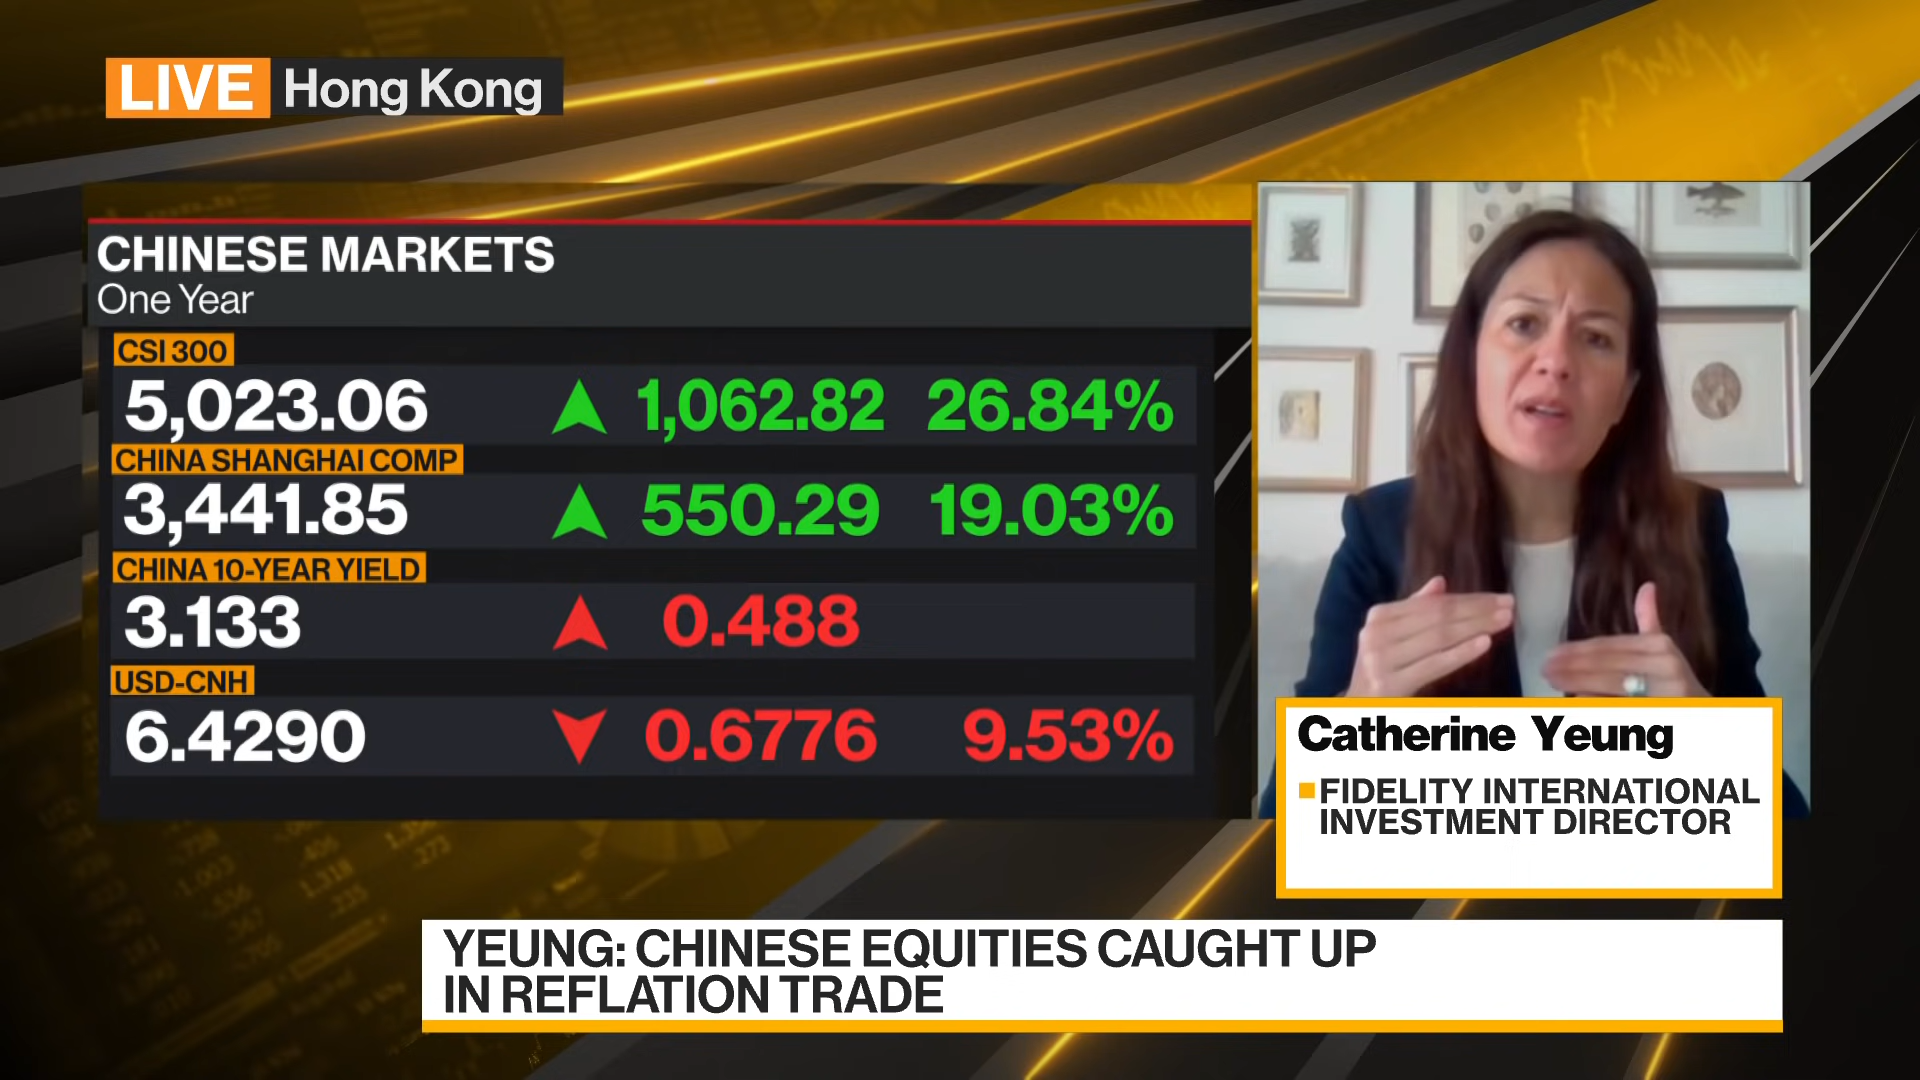 LIVE Hong Kong
CHINESE MARKETS
One Year
CSI 300
5,023.06 1,062.82 26.84%
CHINA SHANGHAI COMP
3,441.85 550.29 19.03%
CHINA 10-YEAR YIELD
3.133 0.488
USD-CNH
6.4290 0.6776 9.53%
Catherine Yeung
FIDELITY INTERNATIONAL
INVESTMENT DIRECTOR
YEUNG: CHINESE EQUITIES CAUGHT UP
IN REFLATION TRADE